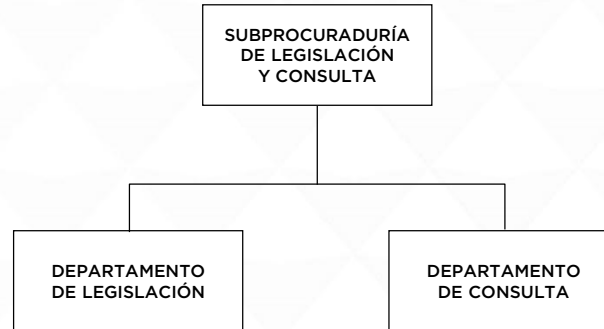 SUBPROCURADURÍA
DE LEGISLACIÓN
Y CONSULTA
DEPARTAMENTO
DE LEGISLACIÓN
DEPARTAMENTO
DE CONSULTA